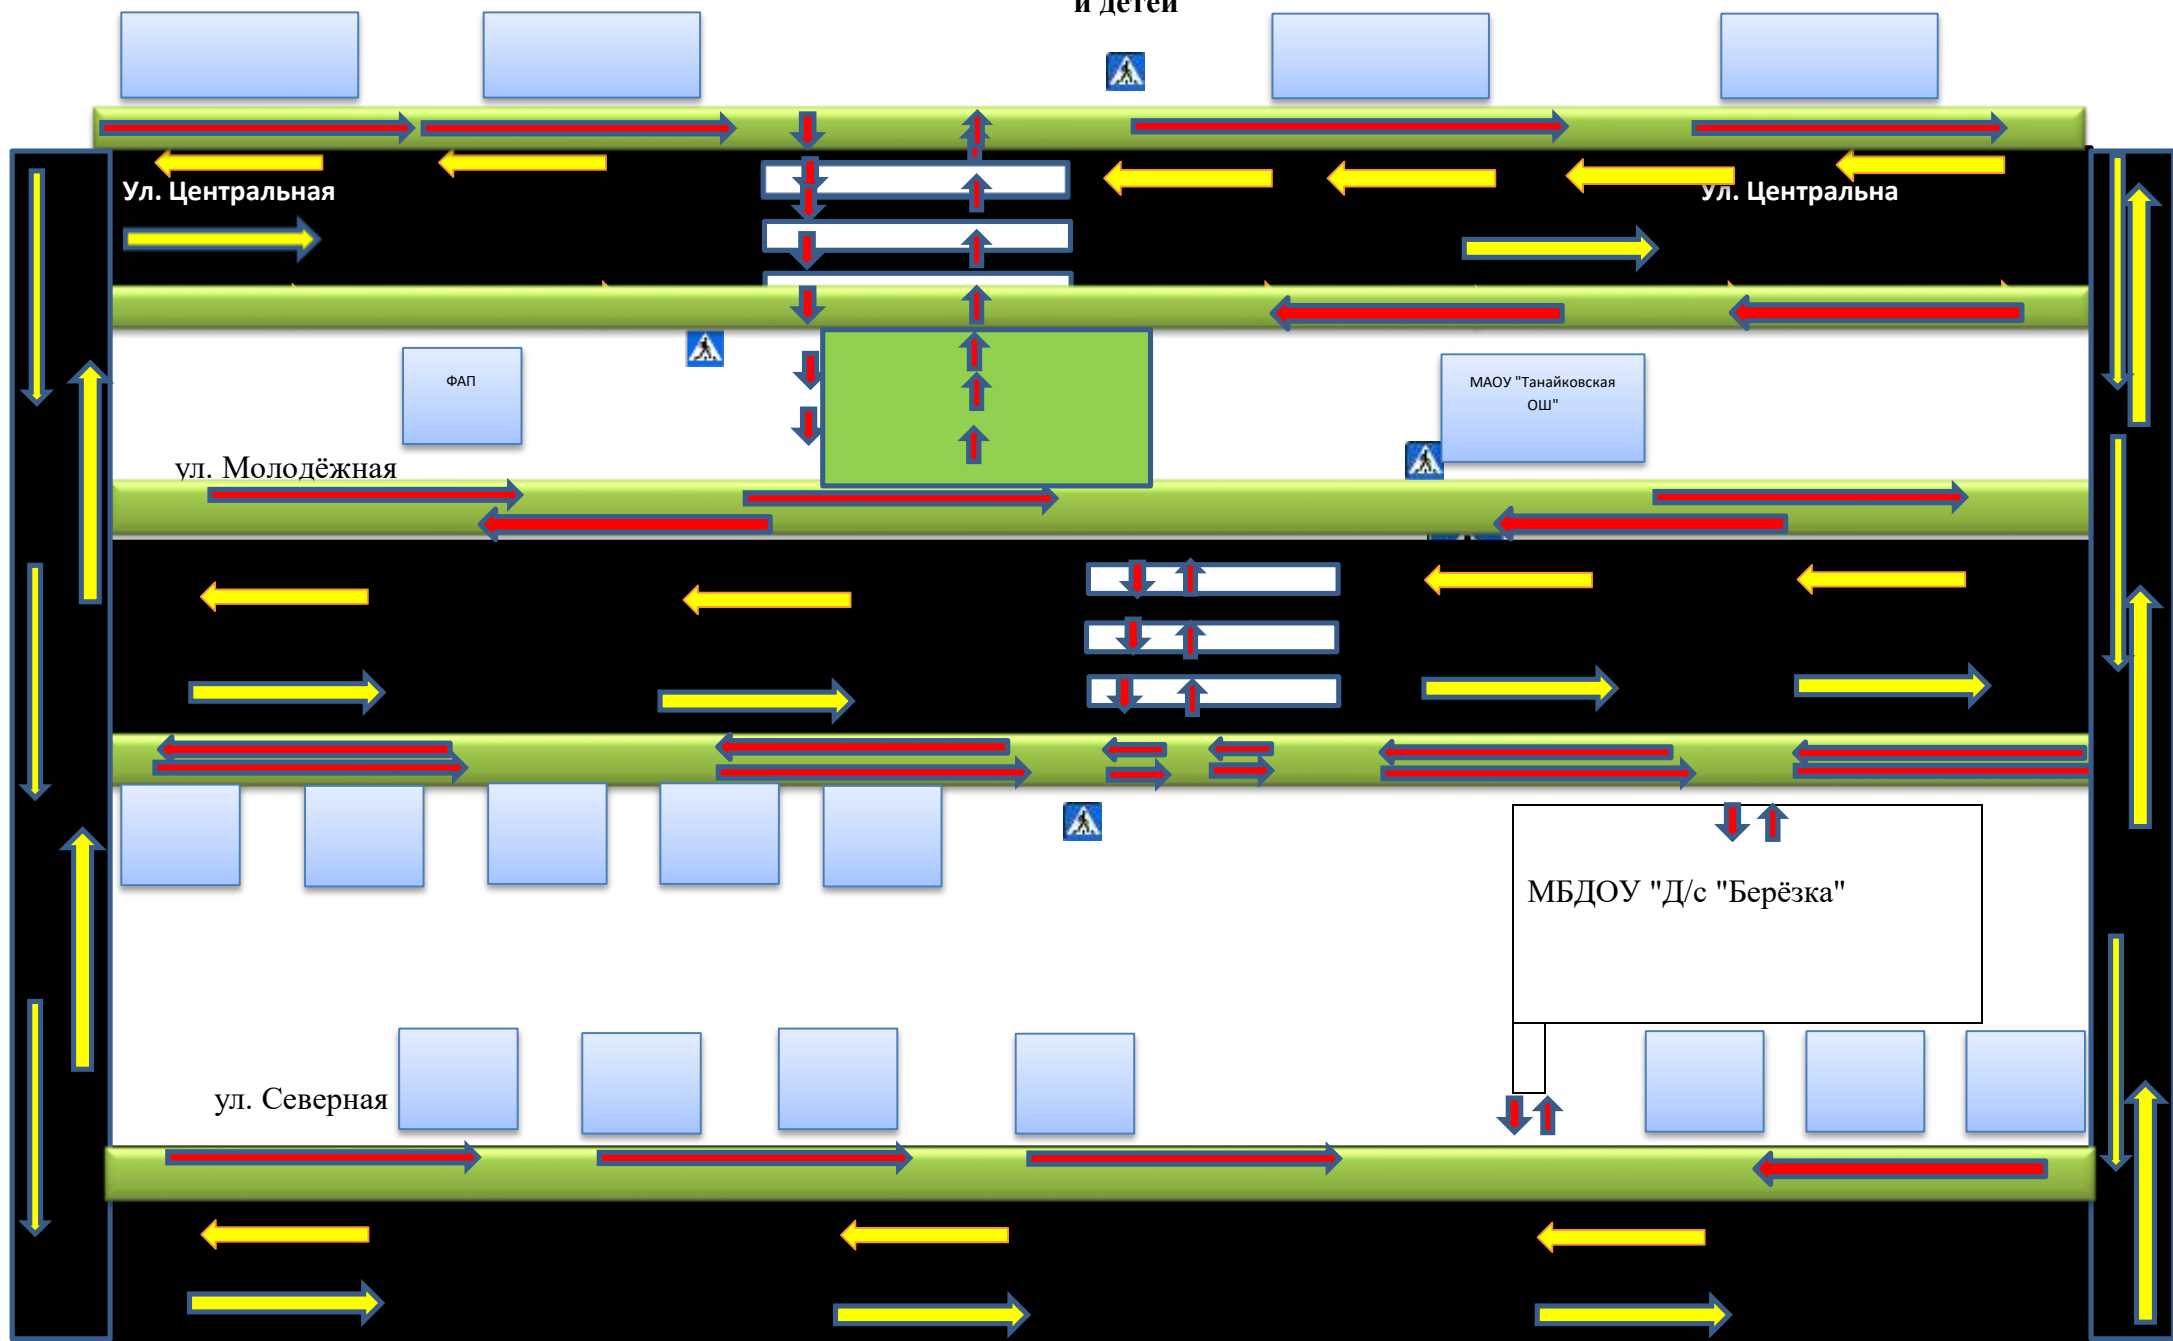 и детей
Ул. Центральная
Ул. Центральна
ФАП
МАОУ "Танайковская
ОШ"
ул. Молодёжная
МБДОУ "Д/с "Берёзка"
ул. Северная